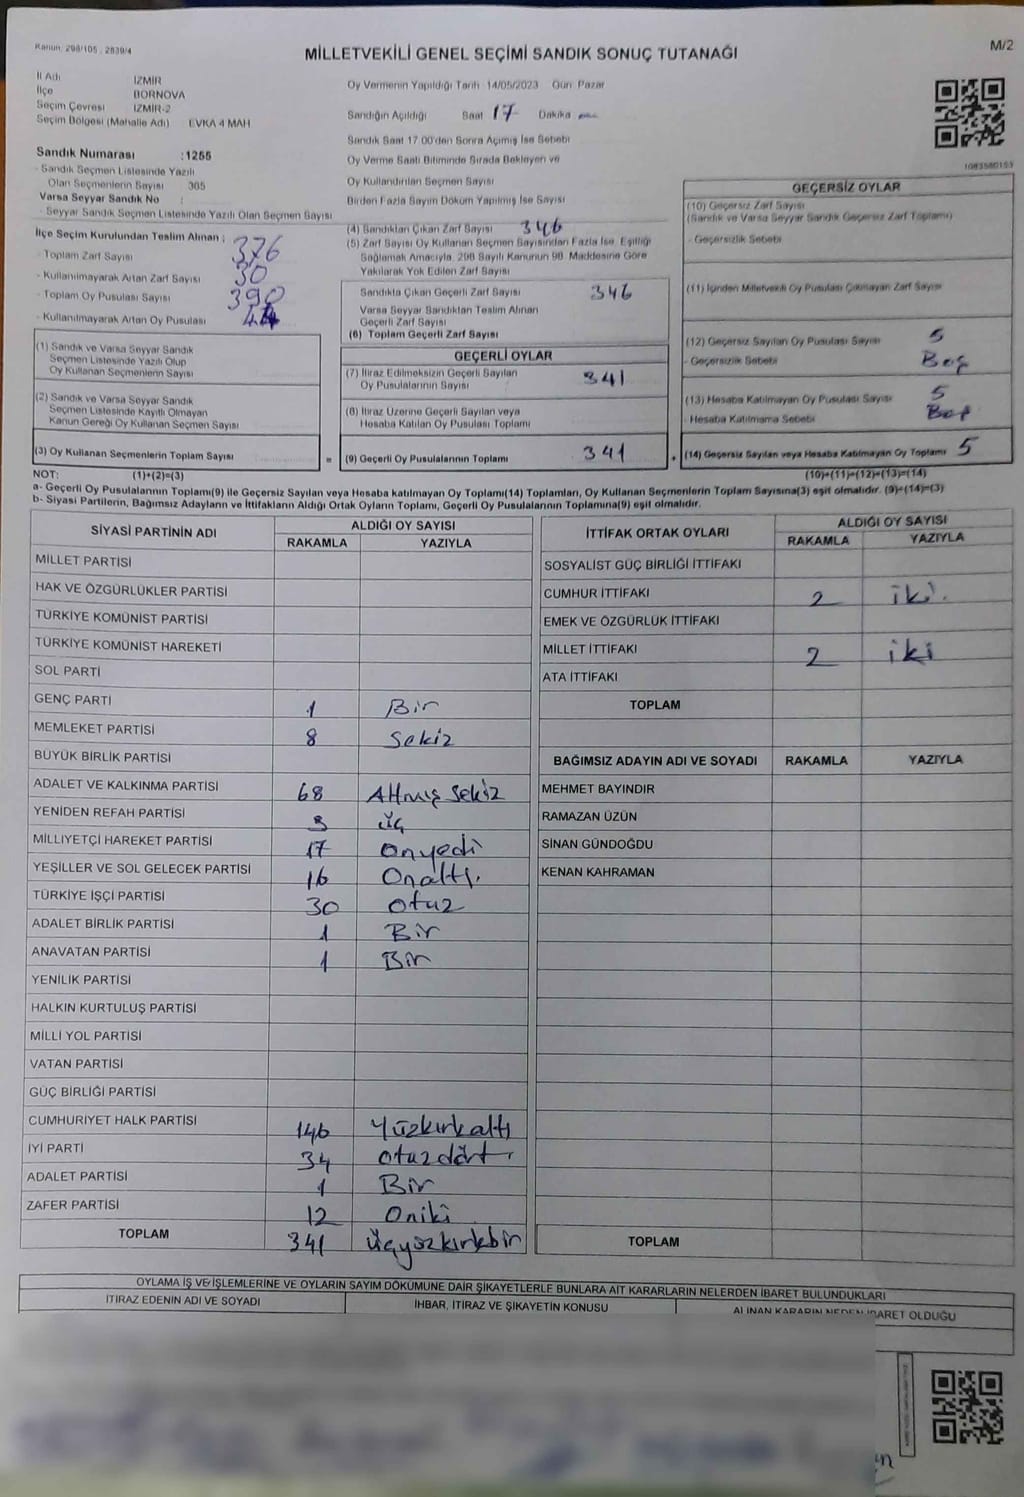 Kanun: 298/105 , 2839/4
MİLLETVEKİLİ GENEL SEÇİMİ SANDIK SONUÇ TUTANAĞI
M/2
İl Adı : İZMİR
İlçe : BORNOVA
Seçim Çevresi : İZMİR-2
Seçim Bölgesi (Mahalle Adı) EVKA 4 MAH
Sandık Numarası :1255
- Sandık Seçmen Listesinde Yazılı
Olan Seçmenlerin Sayısı 385
Varsa Seyyar Sandık No :
- Seyyar Sandık Seçmen Listesinde Yazılı Olan Seçmen Sayısı
Oy Vermenin Yapıldığı Tarih :14/05/2023 Gün: Pazar
Sandığın Açıldığı Saat 17 Dakika
Sandık Saat 17.00'den Sonra Açılmış İse Sebebi
Oy Verme Saati Bitiminde Sırada Bekleyen ve
Oy Kullandırılan Seçmen Sayısı
Birden Fazla Sayım Döküm Yapılmış İse Sayısı
1083580153
İlçe Seçim Kurulundan Teslim Alınan ;
- Toplam Zarf Sayısı 376
- Kullanılmayarak Artan Zarf Sayısı 30
- Toplam Oy Pusulası Sayısı 390
- Kullanılmayarak Artan Oy Pusulası 44
(4) Sandıktan Çıkan Zarf Sayısı 346
(5) Zarf Sayısı Oy Kullanan Seçmen Sayısından Fazla İse, Eşitliği
Sağlamak Amacıyla, 298 Sayılı Kanunun 98. Maddesine Göre
Yakılarak Yok Edilen Zarf Sayısı
Sandıkta Çıkan Geçerli Zarf Sayısı 346
Varsa Seyyar Sandıktan Teslim Alınan
Geçerli Zarf Sayısı
(6) Toplam Geçerli Zarf Sayısı
GEÇERSİZ OYLAR
(10) Geçersiz Zarf Sayısı
(Sandık ve Varsa Seyyar Sandık Geçersiz Zarf Toplamı)
- Geçersizlik Sebebi
(11) İçinden Milletvekili Oy Pusulası Çıkmayan Zarf Sayısı
(12) Geçersiz Sayılan Oy Pusulası Sayısı 5
- Geçersizlik Sebebi Boş
(13) Hesaba Katılmayan Oy Pusulası Sayısı 5
- Hesaba Katılmama Sebebi Boş
(14) Geçersiz Sayılan veya Hesaba Katılmayan Oy Toplamı 5
(1) Sandık ve Varsa Seyyar Sandık
Seçmen Listesinde Yazılı Olup
Oy Kullanan Seçmenlerin Sayısı
(2) Sandık ve Varsa Seyyar Sandık
Seçmen Listesinde Kayıtlı Olmayan
Kanun Gereği Oy Kullanan Seçmen Sayısı
(3) Oy Kullanan Seçmenlerin Toplam Sayısı =
GEÇERLİ OYLAR
(7) İtiraz Edilmeksizin Geçerli Sayılan
Oy Pusulalarının Sayısı 341
(8) İtiraz Üzerine Geçerli Sayılan veya
Hesaba Katılan Oy Pusulası Toplamı
(9) Geçerli Oy Pusulalarının Toplamı 341 +
NOT: (1)+(2)=(3) (10)+(11)+(12)+(13)=(14)
a- Geçerli Oy Pusulalarının Toplamı(9) ile Geçersiz Sayılan veya Hesaba katılmayan Oy Toplamı(14) Toplamları, Oy Kullanan Seçmenlerin Toplam Sayısına(3) eşit olmalıdır. (9)+(14)=(3)
b- Siyasi Partilerin, Bağımsız Adayların ve İttifakların Aldığı Ortak Oyların Toplamı, Geçerli Oy Pusulalarının Toplamına(9) eşit olmalıdır.
SİYASİ PARTİNİN ADI ALDIĞI OY SAYISI
RAKAMLA YAZIYLA
MİLLET PARTİSİ
HAK VE ÖZGÜRLÜKLER PARTİSİ
TÜRKİYE KOMÜNİST PARTİSİ
TÜRKİYE KOMÜNİST HAREKETİ
SOL PARTİ
GENÇ PARTİ 1 Bir
MEMLEKET PARTİSİ 8 Sekiz
BÜYÜK BİRLİK PARTİSİ
ADALET VE KALKINMA PARTİSİ 68 Altmış sekiz
YENİDEN REFAH PARTİSİ 3 üç
MİLLİYETÇİ HAREKET PARTİSİ 17 Onyedi
YEŞİLLER VE SOL GELECEK PARTİSİ 16 Onaltı.
TÜRKİYE İŞÇİ PARTİSİ 30 otuz
ADALET BİRLİK PARTİSİ 1 Bir
ANAVATAN PARTİSİ 1 Bir
YENİLİK PARTİSİ
HALKIN KURTULUŞ PARTİSİ
MİLLİ YOL PARTİSİ
VATAN PARTİSİ
GÜÇ BİRLİĞİ PARTİSİ
CUMHURİYET HALK PARTİSİ 146 Yüzkırkaltı
İYİ PARTİ 34 otuzdört.
ADALET PARTİSİ 1 Bir
ZAFER PARTİSİ 12 Oniki
TOPLAM 341 üçyüzkırkbir
İTTİFAK ORTAK OYLARI ALDIĞI OY SAYISI
RAKAMLA YAZIYLA
SOSYALİST GÜÇ BİRLİĞİ İTTİFAKI
CUMHUR İTTİFAKI 2 iki.
EMEK VE ÖZGÜRLÜK İTTİFAKI
MİLLET İTTİFAKI 2 iki
ATA İTTİFAKI
TOPLAM
BAĞIMSIZ ADAYIN ADI VE SOYADI RAKAMLA YAZIYLA
MEHMET BAYINDIR
RAMAZAN ÜZÜN
SİNAN GÜNDOĞDU
KENAN KAHRAMAN
TOPLAM
OYLAMA İŞ VE İŞLEMLERİNE VE OYLARIN SAYIM DÖKÜMÜNE DAİR ŞİKAYETLERLE BUNLARA AİT KARARLARIN NELERDEN İBARET BULUNDUKLARI
İTİRAZ EDENİN ADI VE SOYADI İHBAR, İTİRAZ VE ŞİKAYETİN KONUSU ALINAN KARARIN NEDEN İBARET OLDUĞU